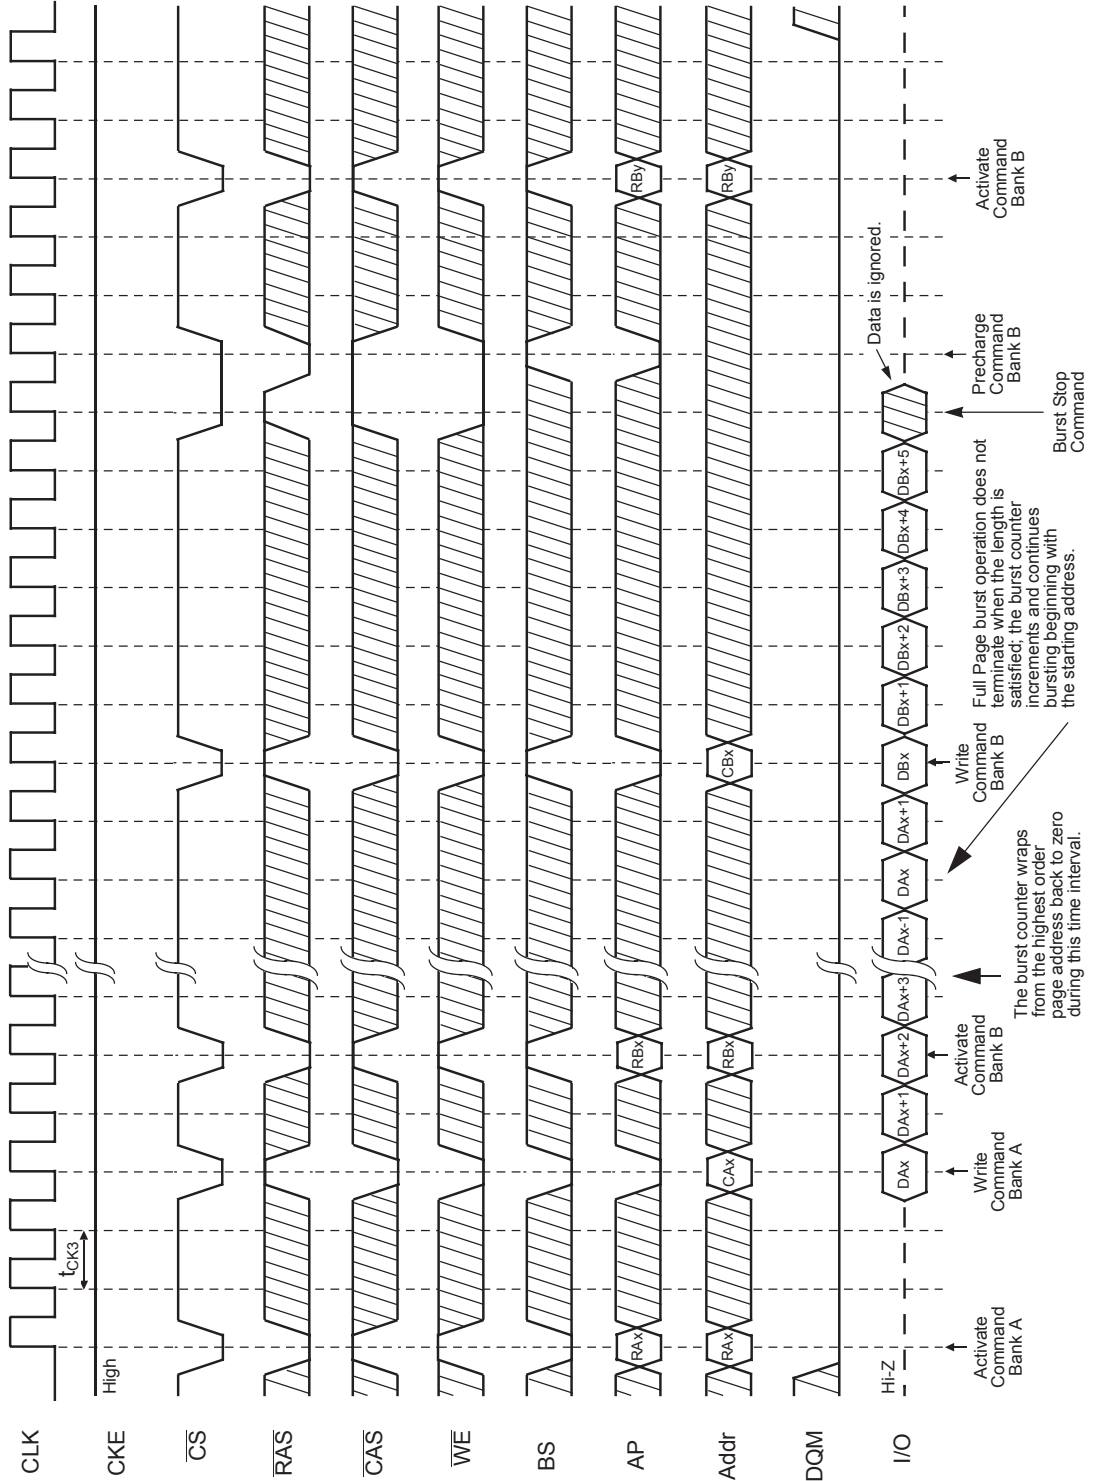 CLK
CKE
CS
RAS
CAS
WE
BS
AP
Addr
DQM
I/O
High
tCK3
Hi-Z
RAx
RBx
RBy
RAx
CAx
RBx
CBx
RBy
DAx
DAx+1
DAx+2
DAx+3
DAx-1
DAx
DAx+1
DBx
DBx+1
DBx+2
DBx+3
DBx+4
DBx+5
Data is ignored.
Activate
Command
Bank A
Write
Command
Bank A
Activate
Command
Bank B
The burst counter wraps
from the highest order
page address back to zero
during this time interval.
Write
Command
Bank B
Full Page burst operation does not
terminate when the length is
satisfied; the burst counter
increments and continues
bursting beginning with
the starting address.
Burst Stop
Command
Precharge
Command
Bank B
Activate
Command
Bank B